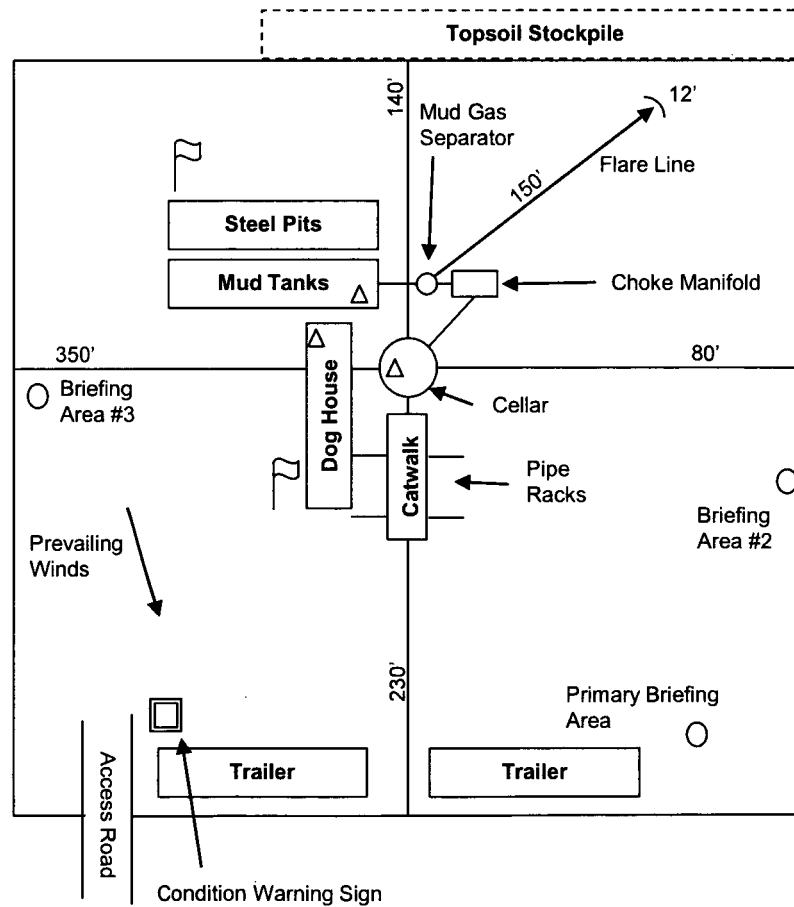 Topsoil Stockpile
140'
12'
Mud Gas
Separator
150'
Flare Line
Steel Pits
Mud Tanks
Choke Manifold
350'
80'
Briefing
Area #3
Dog House
Cellar
Catwalk
Pipe
Racks
Briefing
Area #2
Prevailing
Winds
230'
Primary Briefing
Area
Trailer
Trailer
Access Road
Condition Warning Sign